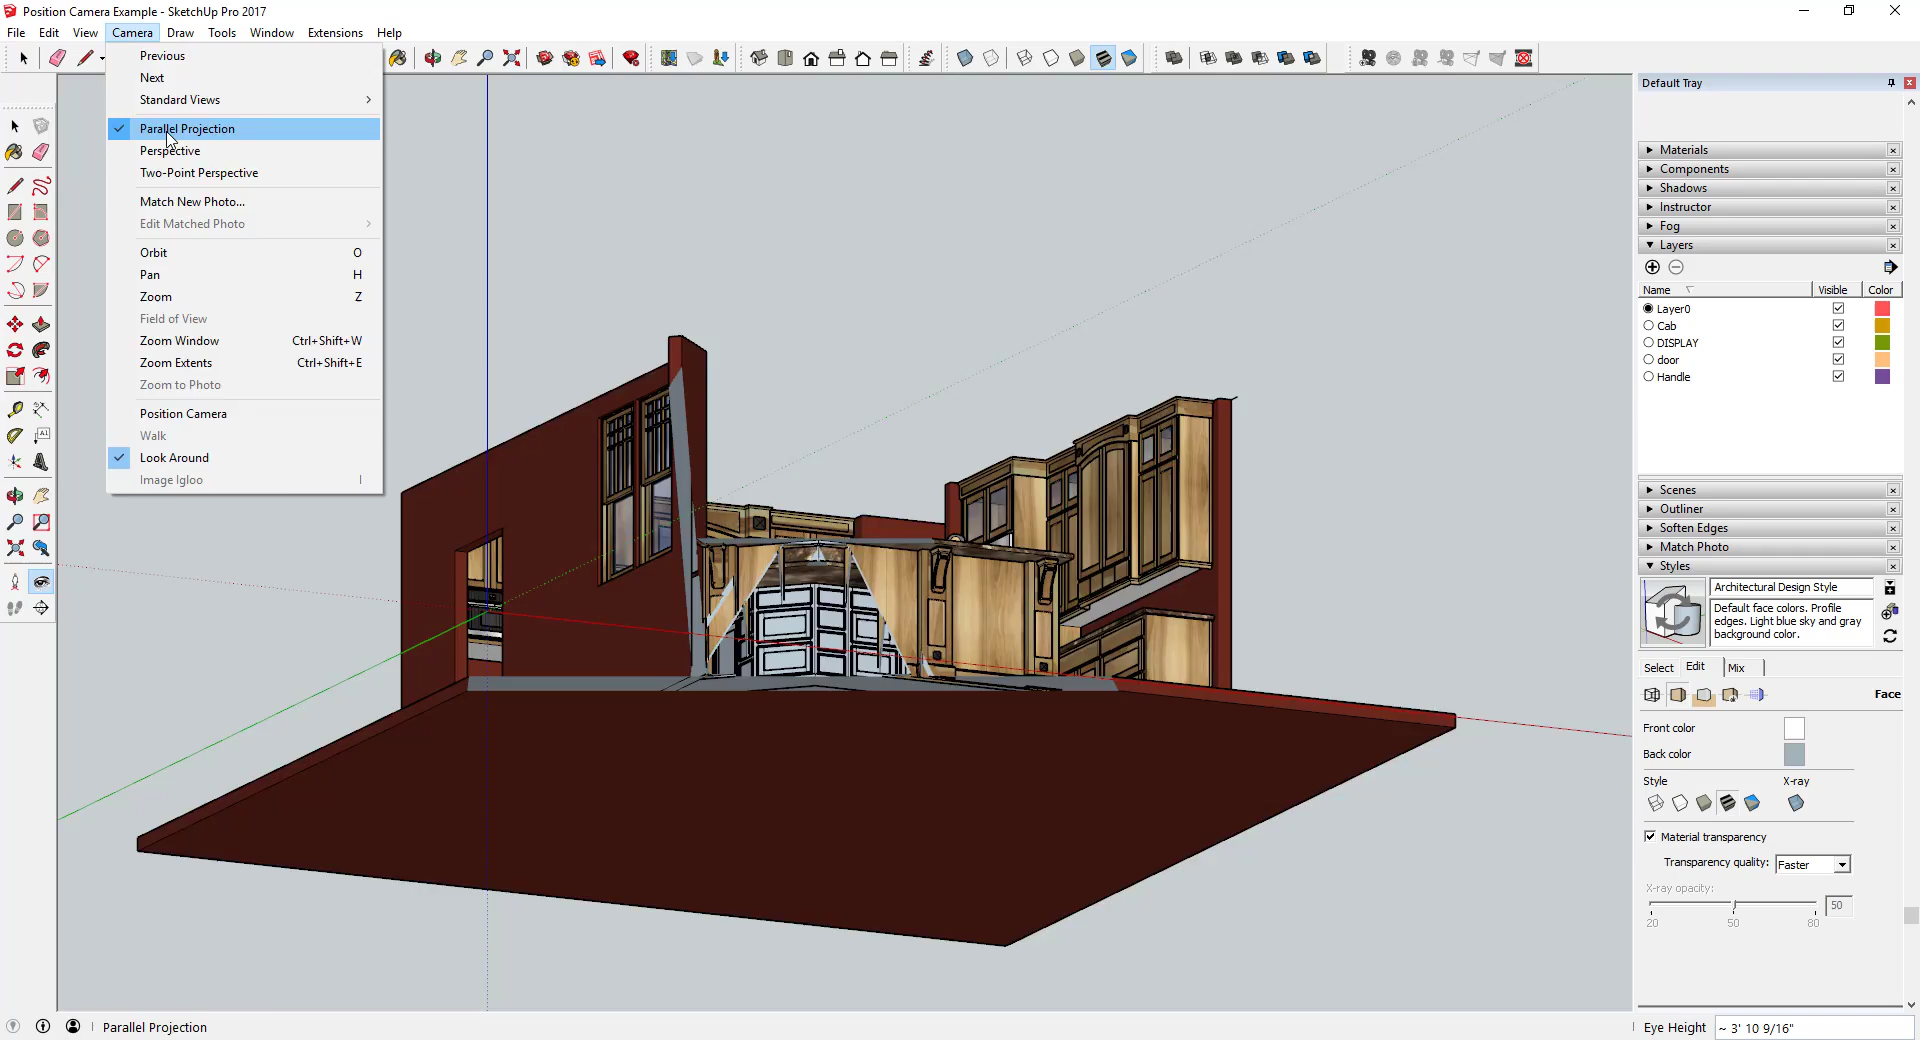 Position Camera Example - SketchUp Pro 2017
File Edit View Camera Draw Tools Window Extensions Help
Previous
Next
Standard Views
Parallel Projection
Perspective
Two-Point Perspective
Match New Photo...
Edit Matched Photo
Orbit O
Pan H
Zoom Z
Field of View
Zoom Window Ctrl+Shift+W
Zoom Extents Ctrl+Shift+E
Zoom to Photo
Position Camera
Walk
Look Around
Image Igloo I
A1
Default Tray
Materials
Components
Shadows
Instructor
Fog
Layers
Name Visible Color
Layer0
Cab
DISPLAY
door
Handle
Scenes
Outliner
Soften Edges
Match Photo
Styles
Architectural Design Style
Default face colors. Profile
edges. Light blue sky and gray
background color.
Select Edit Mix
Face
Front color
Back color
Style X-ray
Material transparency
Transparency quality: Faster
X-ray opacity:
50
20 50 80
Parallel Projection
Eye Height ~ 3' 10 9/16"